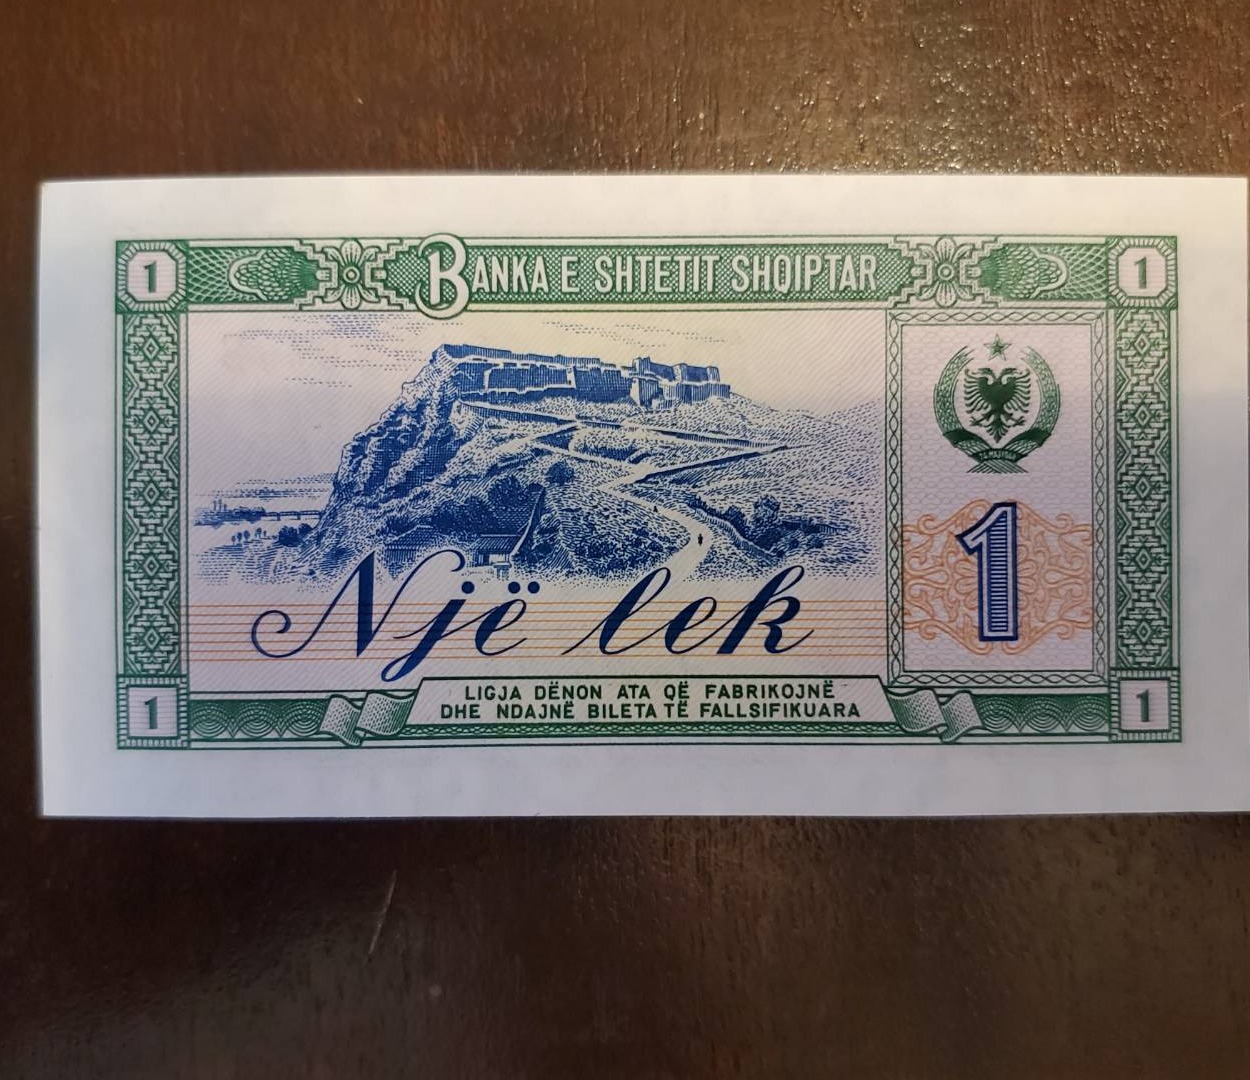 1
BANKA E SHTETIT SHQIPTAR
1
Një lek
1
1
LIGJA DËNON ATA QË FABRIKOJNË
DHE NDAJNË BILETA TË FALLSIFIKUARA
1